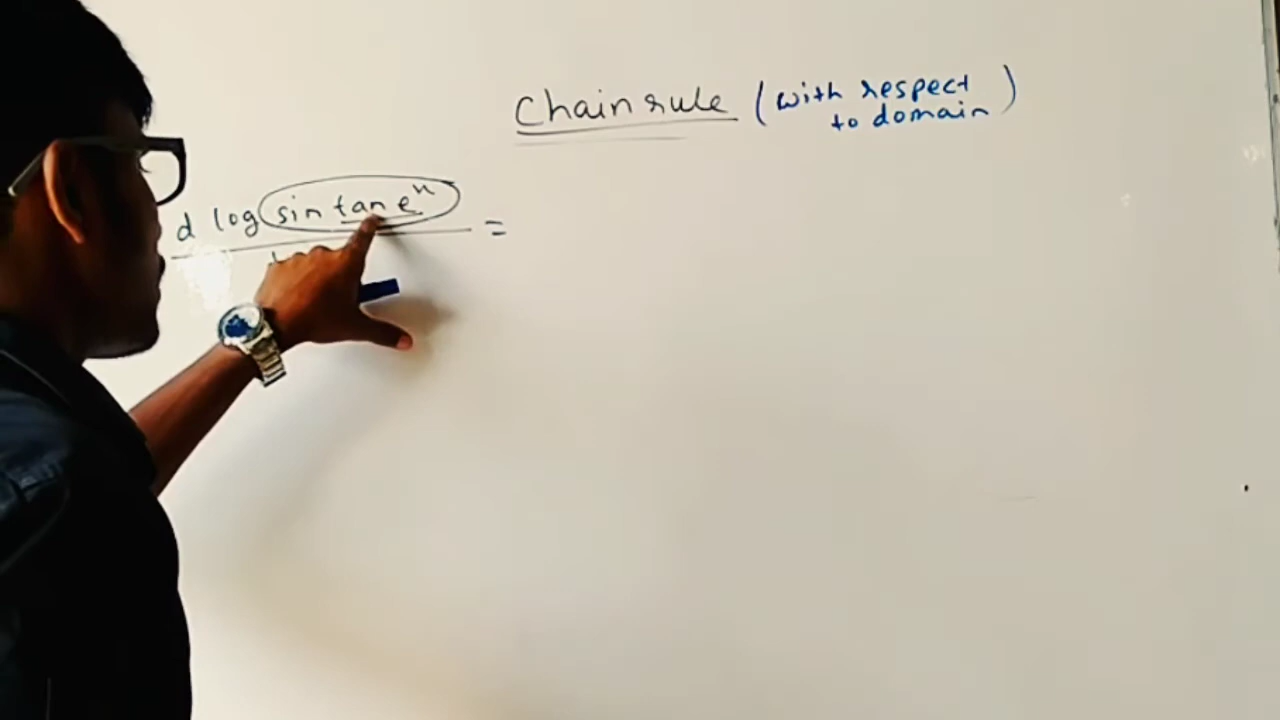 Chain rule (with respect
to domain)
d log sin tan e^x
=